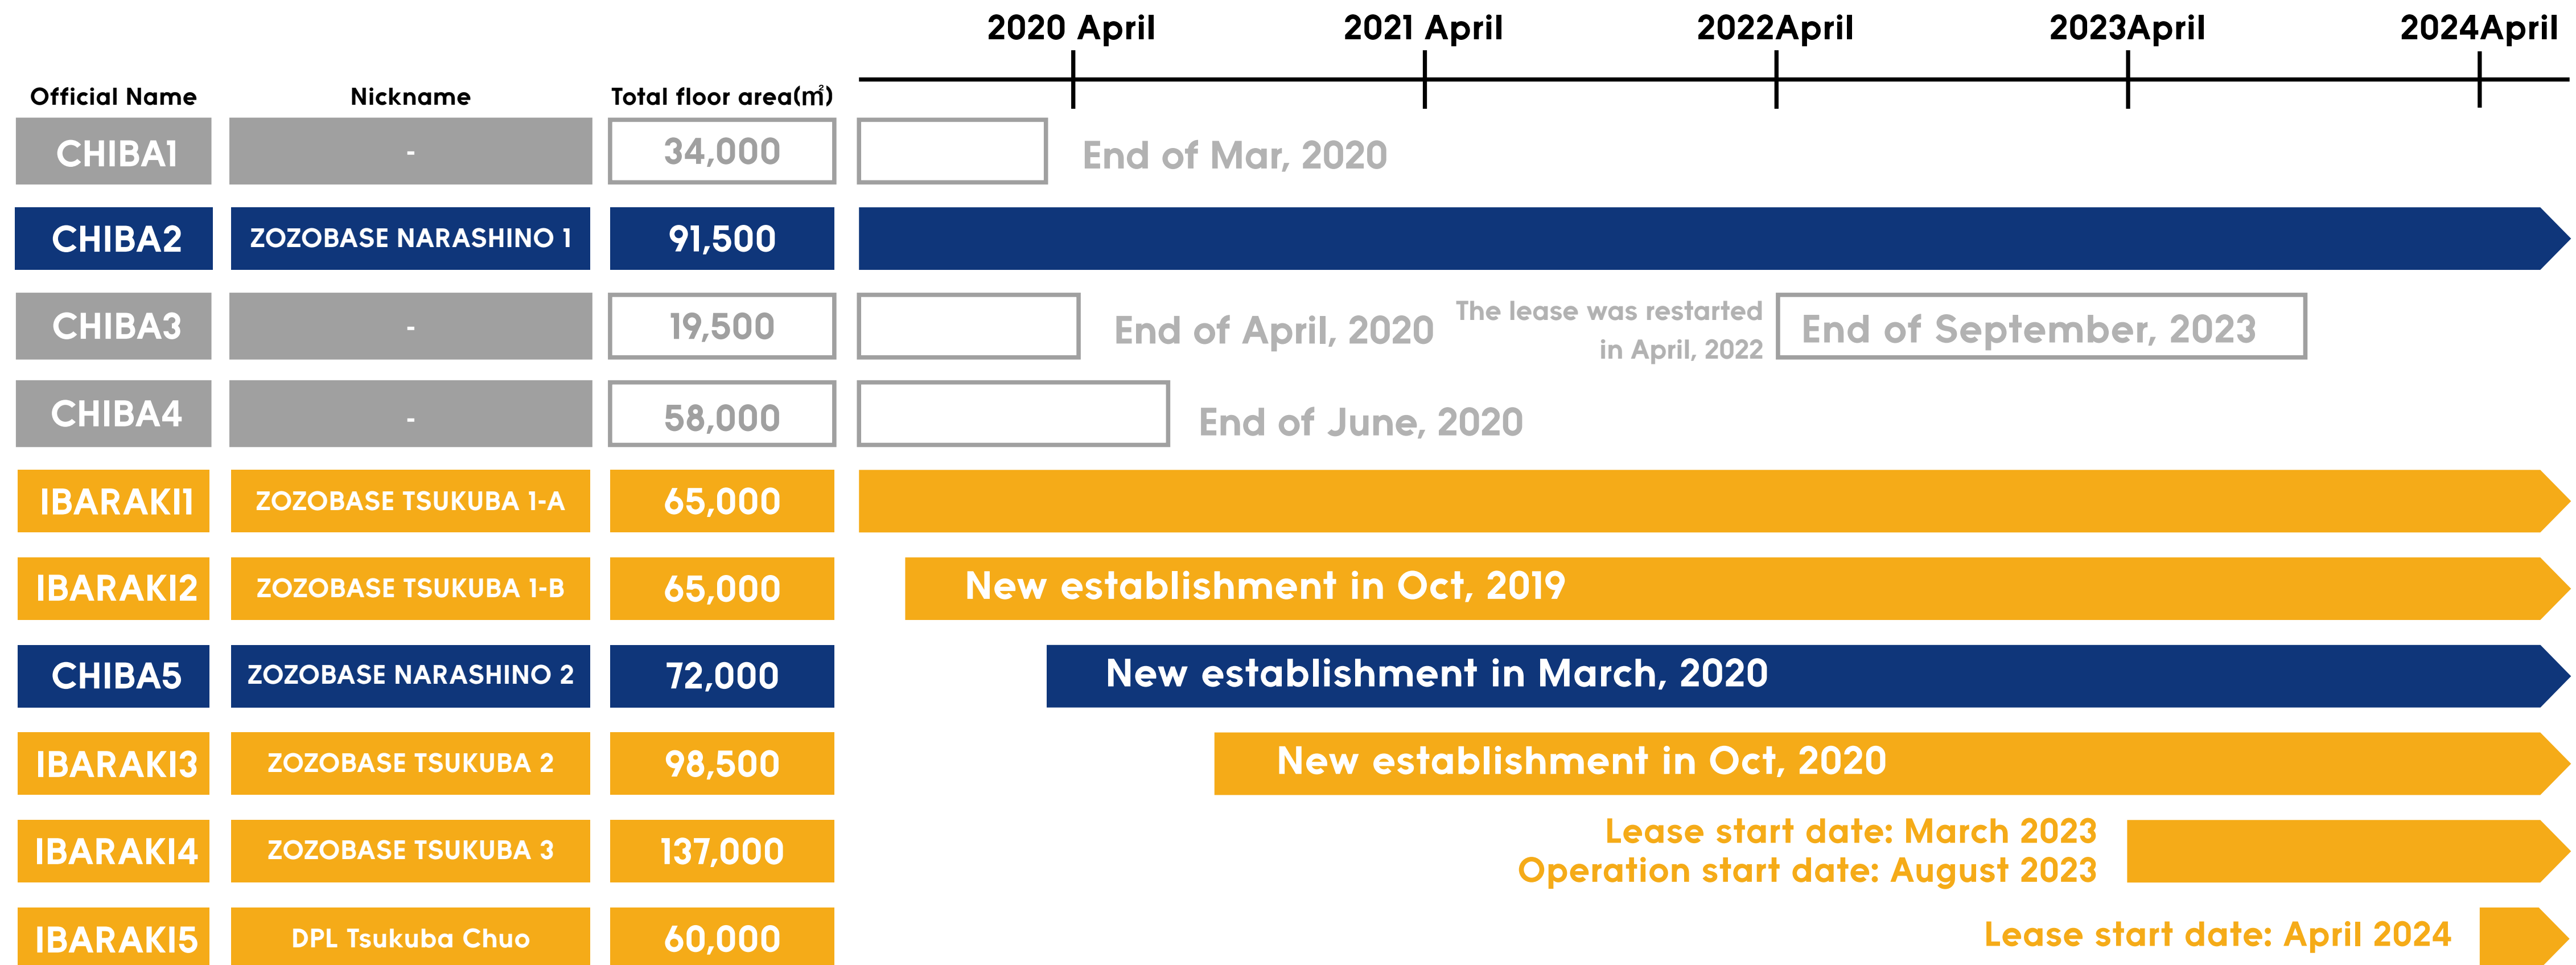 2020 April 2021 April 2022April 2023April 2024April
Official Name Nickname Total floor area(㎡)
CHIBA1 - 34,000 End of Mar, 2020
CHIBA2 ZOZOBASE NARASHINO 1 91,500
CHIBA3 - 19,500 End of April, 2020 The lease was restarted
in April, 2022 End of September, 2023
CHIBA4 - 58,000 End of June, 2020
IBARAKI1 ZOZOBASE TSUKUBA 1-A 65,000
IBARAKI2 ZOZOBASE TSUKUBA 1-B 65,000 New establishment in Oct, 2019
CHIBA5 ZOZOBASE NARASHINO 2 72,000 New establishment in March, 2020
IBARAKI3 ZOZOBASE TSUKUBA 2 98,500 New establishment in Oct, 2020
IBARAKI4 ZOZOBASE TSUKUBA 3 137,000 Lease start date: March 2023
Operation start date: August 2023
IBARAKI5 DPL Tsukuba Chuo 60,000 Lease start date: April 2024